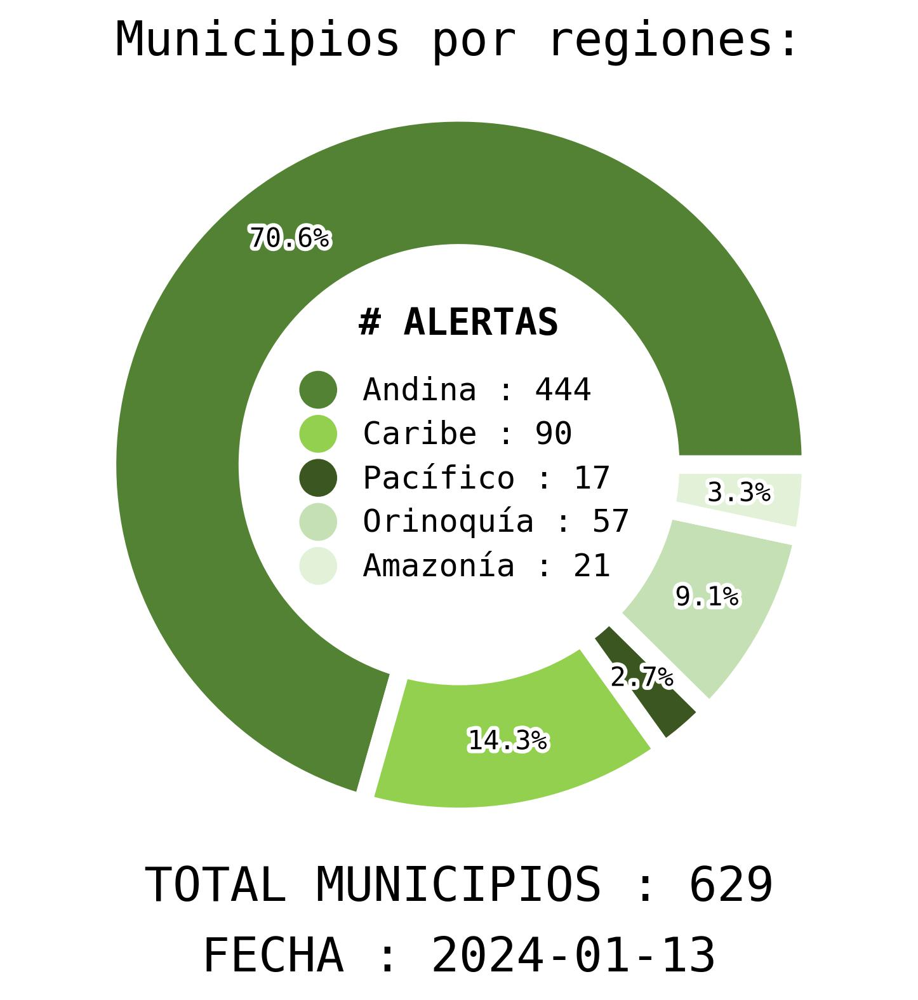 Municipios por regiones:
70.6%
# ALERTAS
Andina : 444
Caribe : 90
Pacífico : 17
Orinoquía : 57
Amazonía : 21
3.3%
9.1%
2.7%
14.3%
TOTAL MUNICIPIOS : 629
FECHA : 2024-01-13